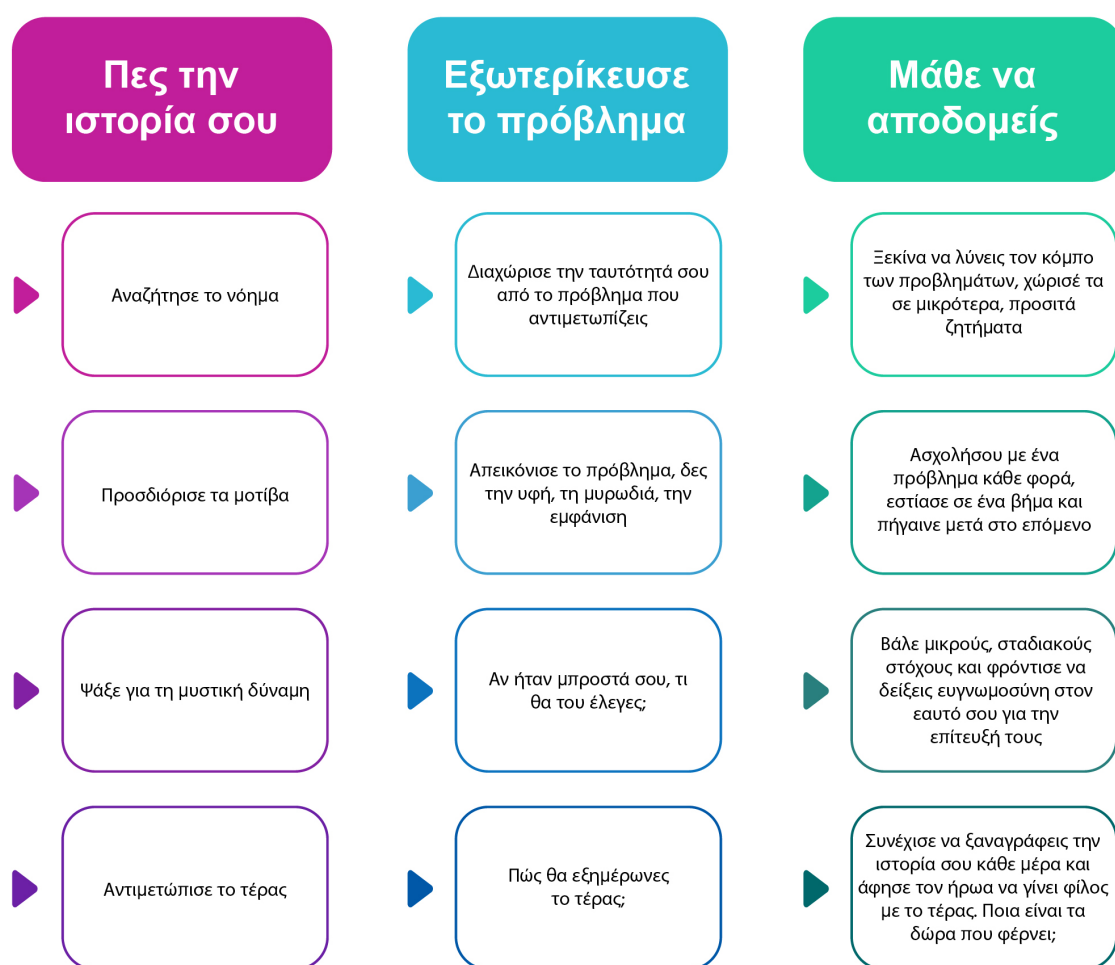 Πες την
ιστορία σου
Αναζήτησε το νόημα
Προσδιόρισε τα μοτίβα
Ψάξε για τη μυστική δύναμη
Αντιμετώπισε το τέρας
Εξωτερίκευσε
το πρόβλημα
Διαχώρισε την ταυτότητά σου
από το πρόβλημα που
αντιμετωπίζεις
Απεικόνισε το πρόβλημα, δες
την υφή, τη μυρωδιά, την
εμφάνιση
Αν ήταν μπροστά σου, τι
θα του έλεγες;
Πώς θα εξημέρωνες
το τέρας;
Μάθε να
αποδομείς
Ξεκίνα να λύνεις τον κόμπο
των προβλημάτων, χώρισέ τα
σε μικρότερα, προσιτά
ζητήματα
Ασχολήσου με ένα
πρόβλημα κάθε φορά,
εστίασε σε ένα βήμα και
πήγαινε μετά στο επόμενο
Βάλε μικρούς, σταδιακούς
στόχους και φρόντισε να
δείξεις ευγνωμοσύνη στον
εαυτό σου για την
επίτευξή τους
Συνέχισε να ξαναγράφεις την
ιστορία σου κάθε μέρα και
άφησε τον ήρωα να γίνει φίλος
με το τέρας. Ποια είναι τα
δώρα που φέρνει;